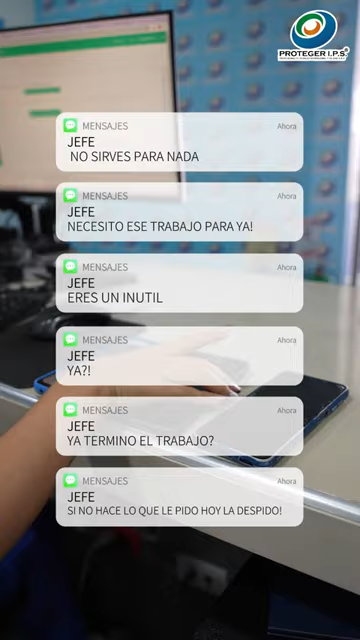 PROTEGER I.P.S
MENSAJES Ahora
JEFE
NO SIRVES PARA NADA
MENSAJES Ahora
JEFE
NECESITO ESE TRABAJO PARA YA!
MENSAJES Ahora
JEFE
ERES UN INUTIL
MENSAJES Ahora
JEFE
YA?!
MENSAJES Ahora
JEFE
YA TERMINO EL TRABAJO?
MENSAJES Ahora
JEFE
SI NO HACE LO QUE LE PIDO HOY LA DESPIDO!